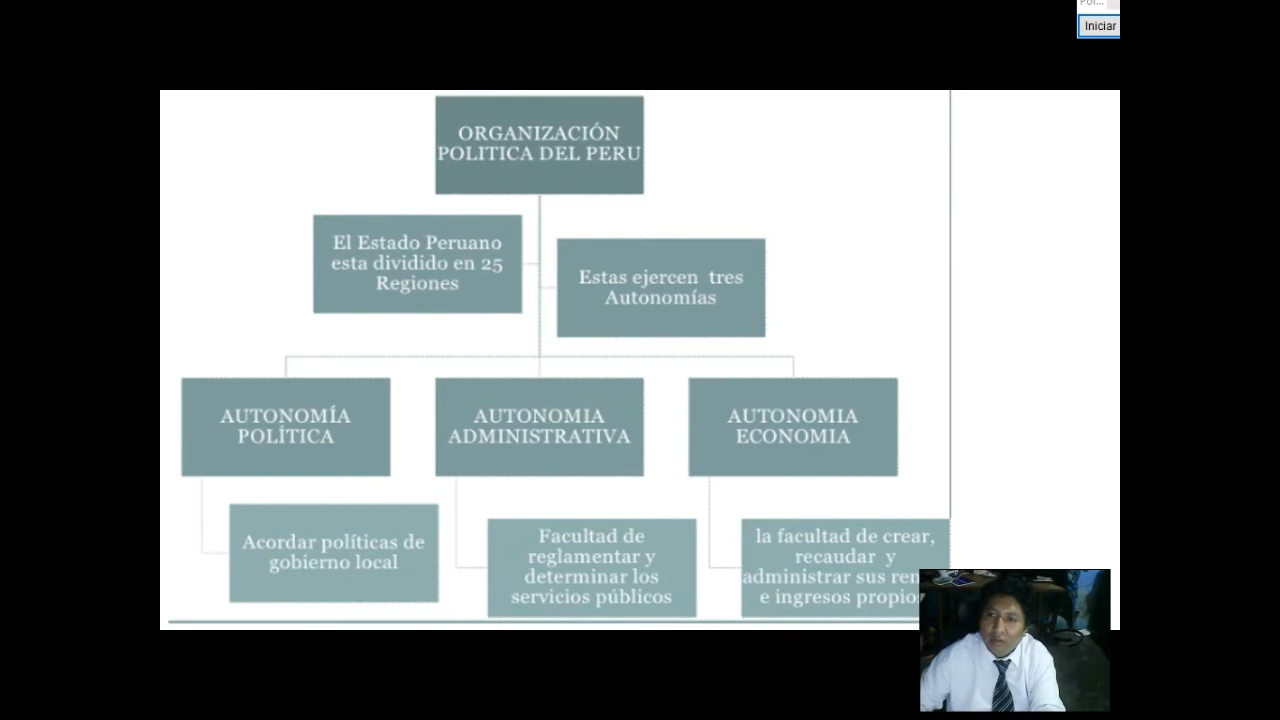 Iniciar
ORGANIZACIÓN
POLITICA DEL PERU
El Estado Peruano
esta dividido en 25
Regiones
Estas ejercen tres
Autonomías
AUTONOMÍA
POLÍTICA
AUTONOMIA
ADMINISTRATIVA
AUTONOMIA
ECONOMIA
Acordar políticas de
gobierno local
Facultad de
reglamentar y
determinar los
servicios públicos
la facultad de crear,
recaudar y
administrar sus
e ingresos